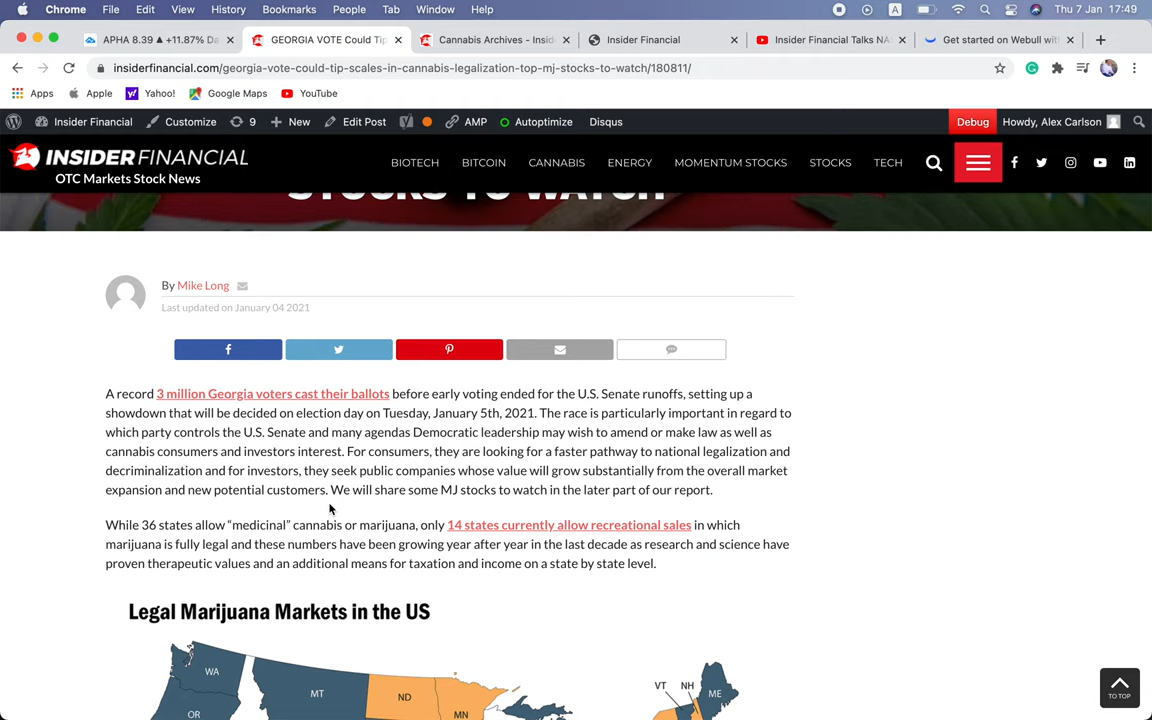 Chrome File Edit View History Bookmarks People Tab Window Help A Thu 7 Jan 17:49
APHA 8.39 ▲ +11.87% Da × GEORGIA VOTE Could Tip × Cannabis Archives - Insid × Insider Financial × Insider Financial Talks NA × Get started on Webull with × +
insiderfinancial.com/georgia-vote-could-tip-scales-in-cannabis-legalization-top-mj-stocks-to-watch/180811/
Apps Apple Yahoo! Google Maps YouTube
Insider Financial Customize 9 + New Edit Post AMP Autoptimize Disqus Debug Howdy, Alex Carlson
INSIDER FINANCIAL
OTC Markets Stock News
BIOTECH BITCOIN CANNABIS ENERGY MOMENTUM STOCKS STOCKS TECH
STOCKS TO WATCH
By Mike Long
Last updated on January 04 2021
A record 3 million Georgia voters cast their ballots before early voting ended for the U.S. Senate runoffs, setting up a
showdown that will be decided on election day on Tuesday, January 5th, 2021. The race is particularly important in regard to
which party controls the U.S. Senate and many agendas Democratic leadership may wish to amend or make law as well as
cannabis consumers and investors interest. For consumers, they are looking for a faster pathway to national legalization and
decriminalization and for investors, they seek public companies whose value will grow substantially from the overall market
expansion and new potential customers. We will share some MJ stocks to watch in the later part of our report.
While 36 states allow “medicinal” cannabis or marijuana, only 14 states currently allow recreational sales in which
marijuana is fully legal and these numbers have been growing year after year in the last decade as research and science have
proven therapeutic values and an additional means for taxation and income on a state by state level.
Legal Marijuana Markets in the US
WA
MT
ND
MN
OR
VT
NH
ME
TO TOP